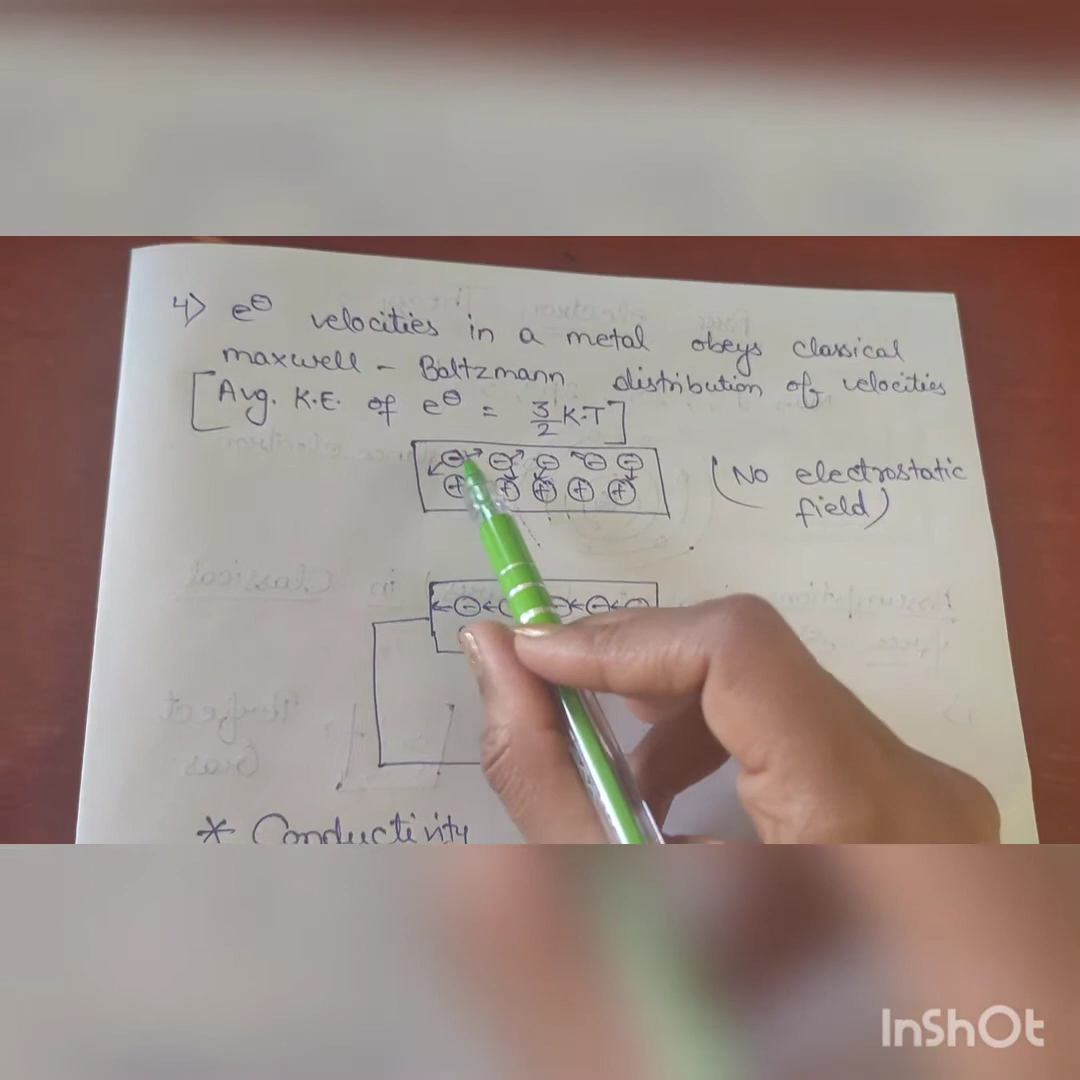 4) e⊖ velocities in a metal obeys classical
maxwell - Boltzmann distribution of velocities
[Avg. K.E. of e⊖ = 3/2 K.T]
(No electrostatic
field)
* Conductivity
InShOt